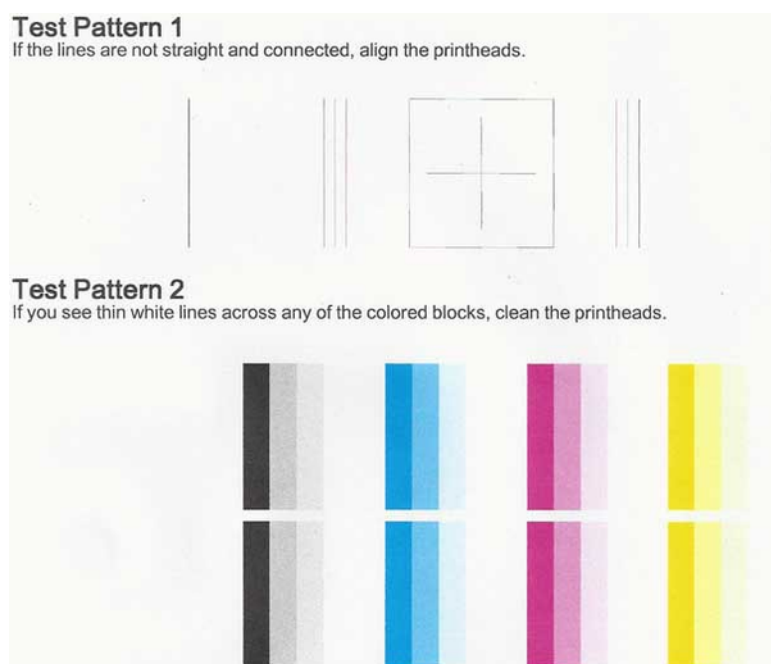 Test Pattern 1
If the lines are not straight and connected, align the printheads.
Test Pattern 2
If you see thin white lines across any of the colored blocks, clean the printheads.